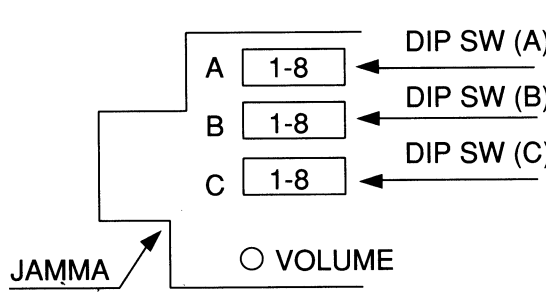 DIP SW (A)
A 1-8
DIP SW (B)
B 1-8
DIP SW (C)
C 1-8
JAMMA
VOLUME